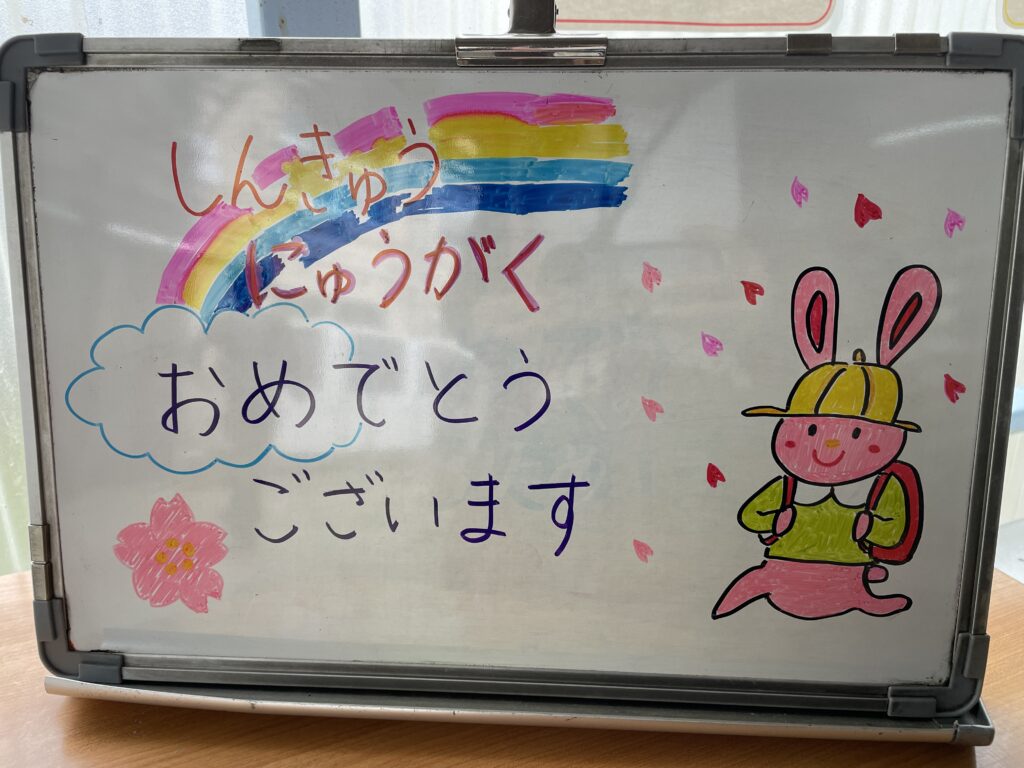 しんきゅう
にゅうがく
おめでとう
ございます